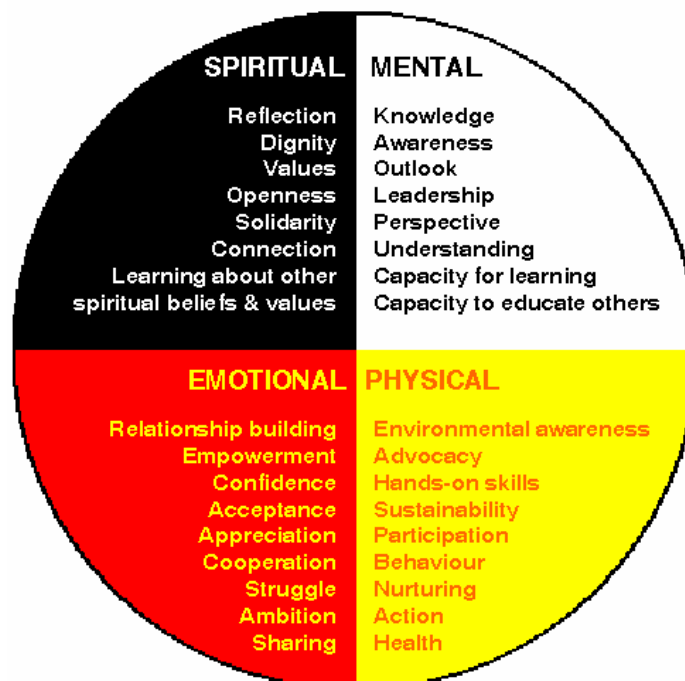 SPIRITUAL
Reflection
Dignity
Values
Openness
Solidarity
Connection
Learning about other
spiritual beliefs & values
MENTAL
Knowledge
Awareness
Outlook
Leadership
Perspective
Understanding
Capacity for learning
Capacity to educate others
EMOTIONAL
Relationship building
Empowerment
Confidence
Acceptance
Appreciation
Cooperation
Struggle
Ambition
Sharing
PHYSICAL
Environmental awareness
Advocacy
Hands-on skills
Sustainability
Participation
Behaviour
Nurturing
Action
Health